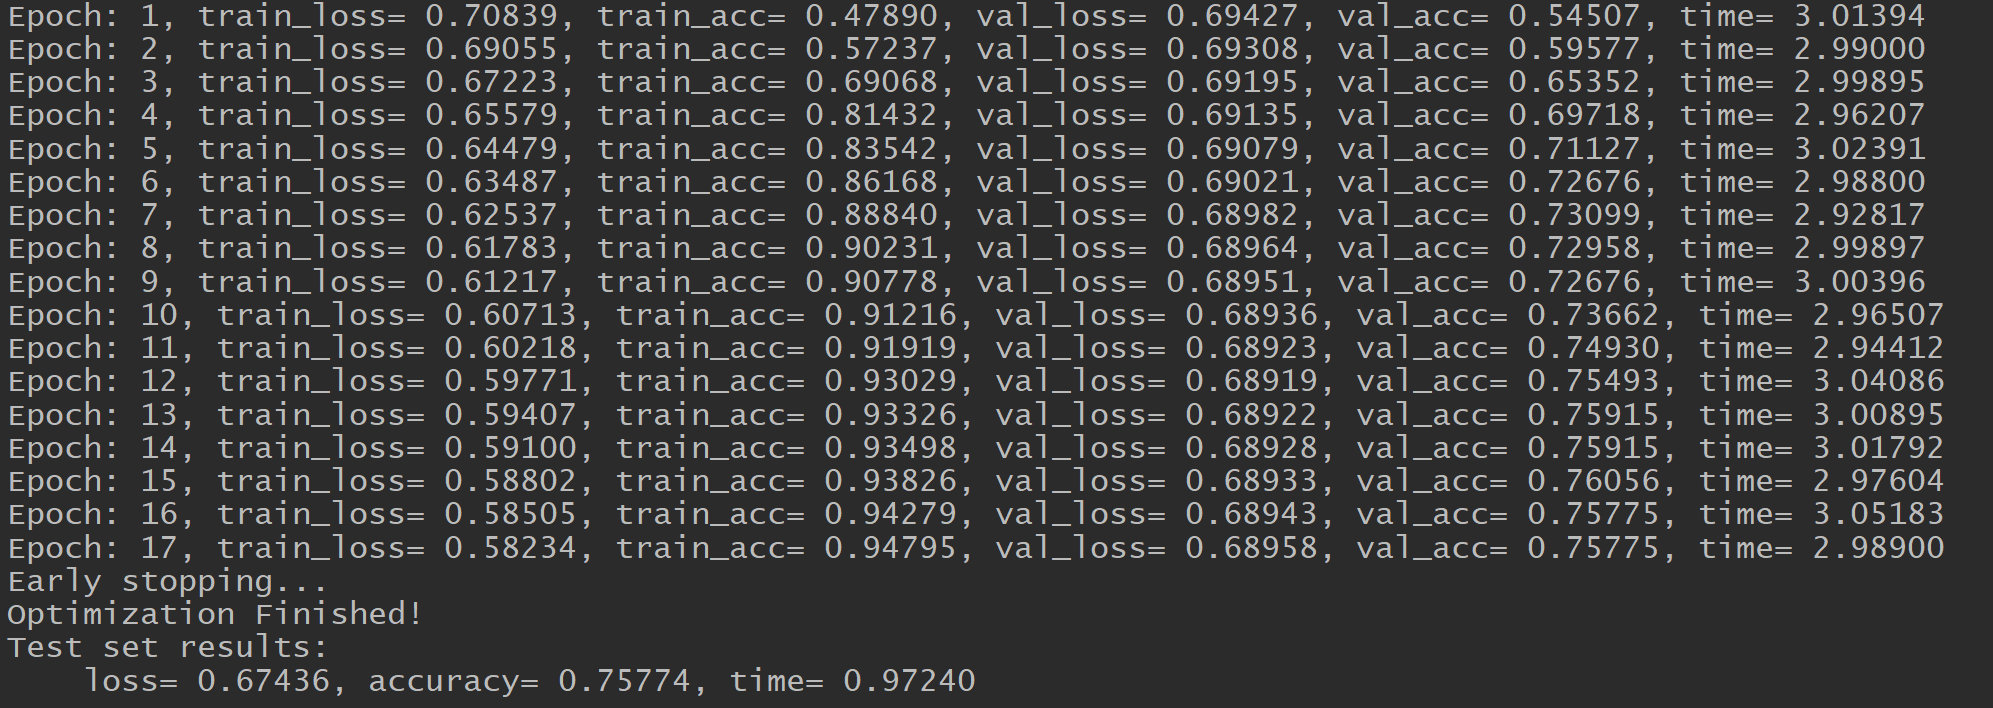 Epoch: 1, train_loss= 0.70839, train_acc= 0.47890, val_loss= 0.69427, val_acc= 0.54507, time= 3.01394
Epoch: 2, train_loss= 0.69055, train_acc= 0.57237, val_loss= 0.69308, val_acc= 0.59577, time= 2.99000
Epoch: 3, train_loss= 0.67223, train_acc= 0.69068, val_loss= 0.69195, val_acc= 0.65352, time= 2.99895
Epoch: 4, train_loss= 0.65579, train_acc= 0.81432, val_loss= 0.69135, val_acc= 0.69718, time= 2.96207
Epoch: 5, train_loss= 0.64479, train_acc= 0.83542, val_loss= 0.69079, val_acc= 0.71127, time= 3.02391
Epoch: 6, train_loss= 0.63487, train_acc= 0.86168, val_loss= 0.69021, val_acc= 0.72676, time= 2.98800
Epoch: 7, train_loss= 0.62537, train_acc= 0.88840, val_loss= 0.68982, val_acc= 0.73099, time= 2.92817
Epoch: 8, train_loss= 0.61783, train_acc= 0.90231, val_loss= 0.68964, val_acc= 0.72958, time= 2.99897
Epoch: 9, train_loss= 0.61217, train_acc= 0.90778, val_loss= 0.68951, val_acc= 0.72676, time= 3.00396
Epoch: 10, train_loss= 0.60713, train_acc= 0.91216, val_loss= 0.68936, val_acc= 0.73662, time= 2.96507
Epoch: 11, train_loss= 0.60218, train_acc= 0.91919, val_loss= 0.68923, val_acc= 0.74930, time= 2.94412
Epoch: 12, train_loss= 0.59771, train_acc= 0.93029, val_loss= 0.68919, val_acc= 0.75493, time= 3.04086
Epoch: 13, train_loss= 0.59407, train_acc= 0.93326, val_loss= 0.68922, val_acc= 0.75915, time= 3.00895
Epoch: 14, train_loss= 0.59100, train_acc= 0.93498, val_loss= 0.68928, val_acc= 0.75915, time= 3.01792
Epoch: 15, train_loss= 0.58802, train_acc= 0.93826, val_loss= 0.68933, val_acc= 0.76056, time= 2.97604
Epoch: 16, train_loss= 0.58505, train_acc= 0.94279, val_loss= 0.68943, val_acc= 0.75775, time= 3.05183
Epoch: 17, train_loss= 0.58234, train_acc= 0.94795, val_loss= 0.68958, val_acc= 0.75775, time= 2.98900
Early stopping...
Optimization Finished!
Test set results:
    loss= 0.67436, accuracy= 0.75774, time= 0.97240